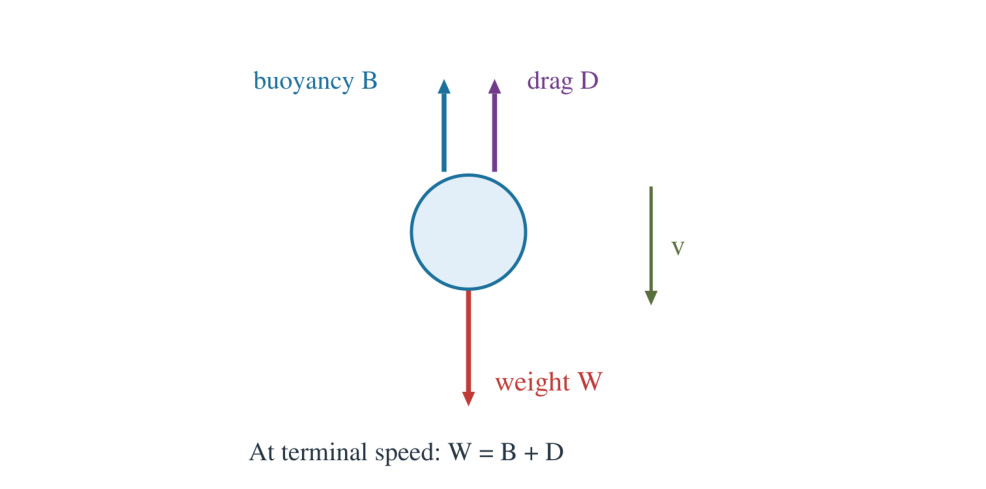 buoyancy B
drag D
v
weight W
At terminal speed: W = B + D